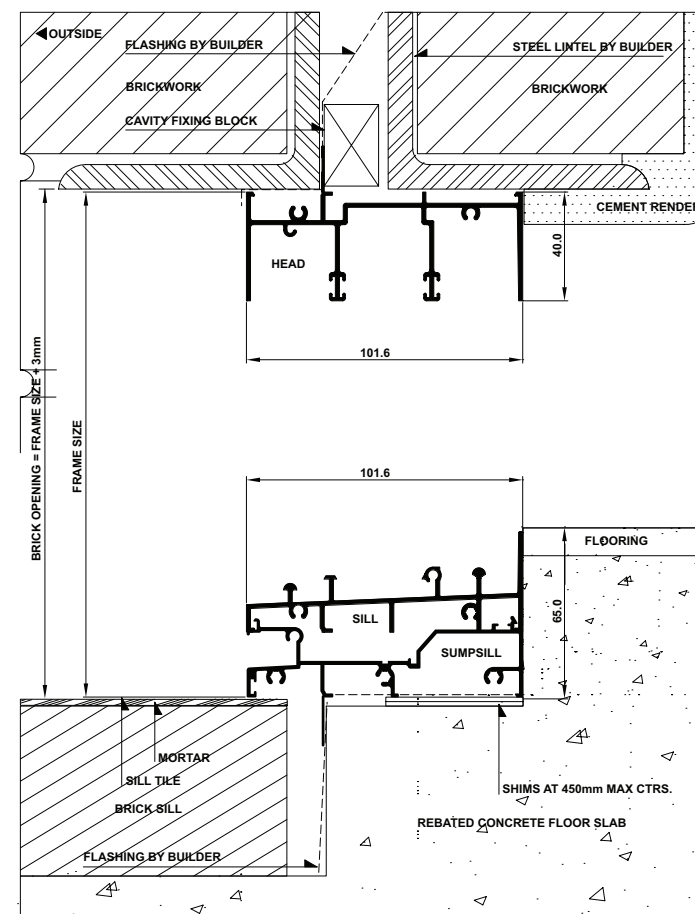 OUTSIDE
FLASHING BY BUILDER
STEEL LINTEL BY BUILDER
BRICKWORK
BRICKWORK
CAVITY FIXING BLOCK
CEMENT RENDER
40.0
HEAD
101.6
BRICK OPENING = FRAME SIZE + 3mm
FRAME SIZE
101.6
FLOORING
65.0
SILL
SUMPSILL
MORTAR
SILL TILE
SHIMS AT 450mm MAX CTRS.
BRICK SILL
REBATED CONCRETE FLOOR SLAB
FLASHING BY BUILDER